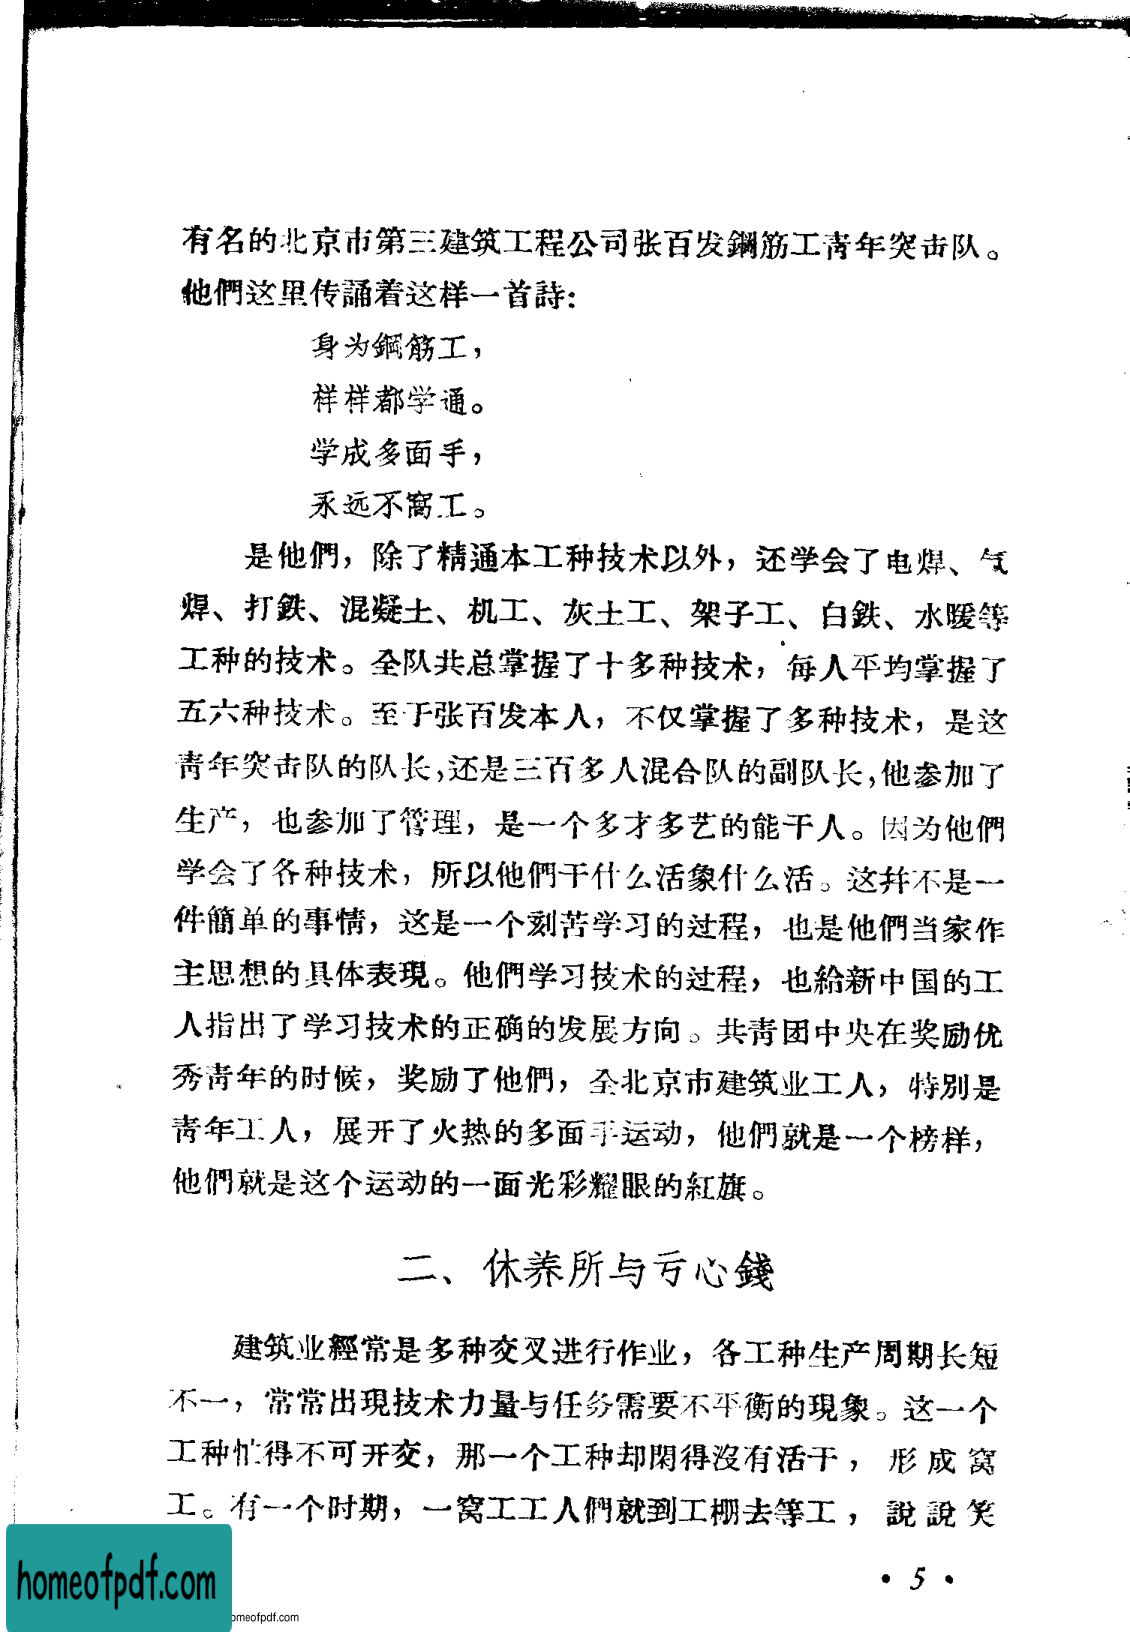 有名的北京市第三建筑工程公司张百发鋼筋工青年突击队。
他們这里传誦着这样一首詩：
身为鋼筋工，
样样都学通。
学成多面手，
永远不窩工。
是他們，除了精通本工种技术以外，还学会了电焊、气
焊、打鉄、混凝土、机工、灰土工、架子工、白鉄、水暖等
工种的技术。全队共总掌握了十多种技术，每人平均掌握了
五六种技术。至于张百发本人，不仅掌握了多种技术，是这
青年突击队的队长，还是三百多人混合队的副队长，他参加了
生产，也参加了管理，是一个多才多艺的能干人。因为他們
学会了各种技术，所以他們干什么活象什么活。这幷不是一
件簡单的事情，这是一个刻苦学习的过程，也是他們当家作
主思想的具体表現。他們学习技术的过程，也給新中国的工
人指出了学习技术的正确的发展方向。共青团中央在奖励优
秀青年的时候，奖励了他們，全北京市建筑业工人，特別是
青年工人，展开了火热的多面手运动，他們就是一个榜样，
他們就是这个运动的一面光彩耀眼的紅旗。
二、休养所与亏心錢
建筑业經常是多种交叉进行作业，各工种生产周期长短
不一，常常出現技术力量与任务需要不平衡的現象。这一个
工种忙得不可开交，那一个工种却閑得沒有活干，形成窩
工。有一个时期，一窩工工人們就到工棚去等工，說說笑
• 5 •
homeofpdf.com
omeofpdf.com